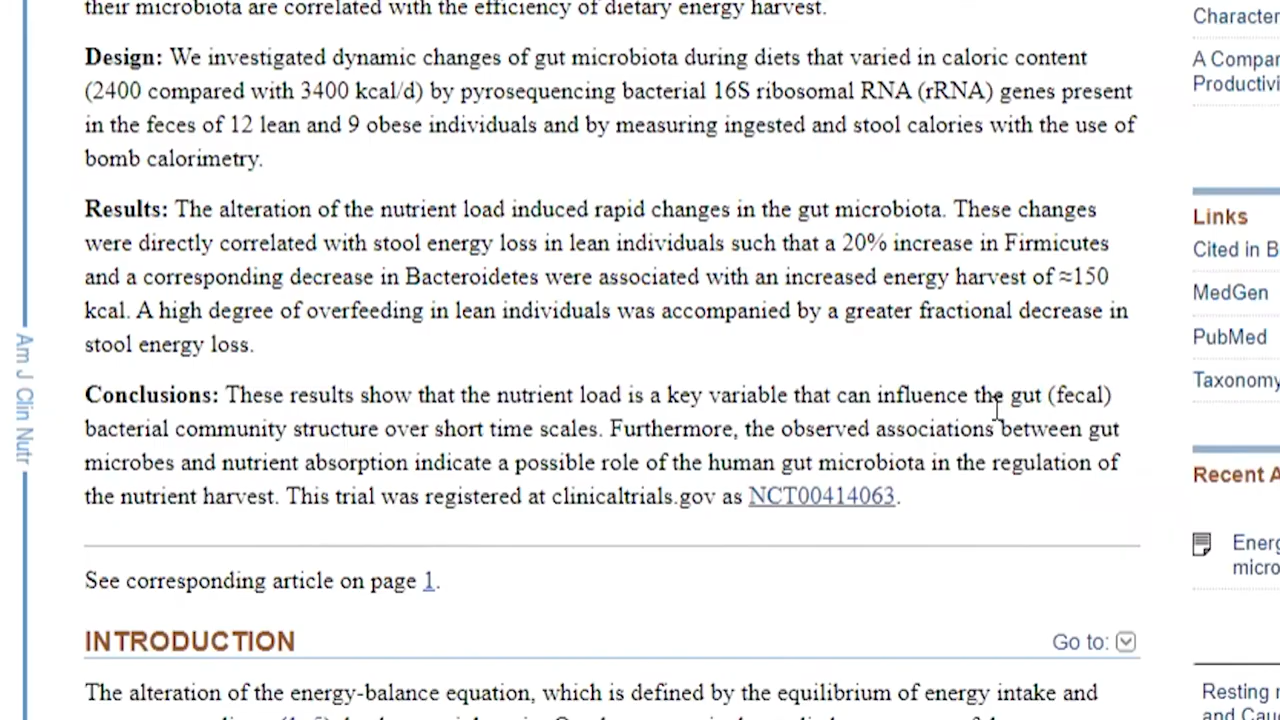 their microbiota are correlated with the efficiency of dietary energy harvest.
Design: We investigated dynamic changes of gut microbiota during diets that varied in caloric content
(2400 compared with 3400 kcal/d) by pyrosequencing bacterial 16S ribosomal RNA (rRNA) genes present
in the feces of 12 lean and 9 obese individuals and by measuring ingested and stool calories with the use of
bomb calorimetry.
Results: The alteration of the nutrient load induced rapid changes in the gut microbiota. These changes
were directly correlated with stool energy loss in lean individuals such that a 20% increase in Firmicutes
and a corresponding decrease in Bacteroidetes were associated with an increased energy harvest of ≈150
kcal. A high degree of overfeeding in lean individuals was accompanied by a greater fractional decrease in
stool energy loss.
Conclusions: These results show that the nutrient load is a key variable that can influence the gut (fecal)
bacterial community structure over short time scales. Furthermore, the observed associations between gut
microbes and nutrient absorption indicate a possible role of the human gut microbiota in the regulation of
the nutrient harvest. This trial was registered at clinicaltrials.gov as NCT00414063.
See corresponding article on page 1.
INTRODUCTION
Go to:
The alteration of the energy-balance equation, which is defined by the equilibrium of energy intake and
Am J Clin Nutr
Character
A Compar
Productivi
Links
Cited in B
MedGen
PubMed
Taxonomy
Recent A
Energ
micro
Resting r
and Cau